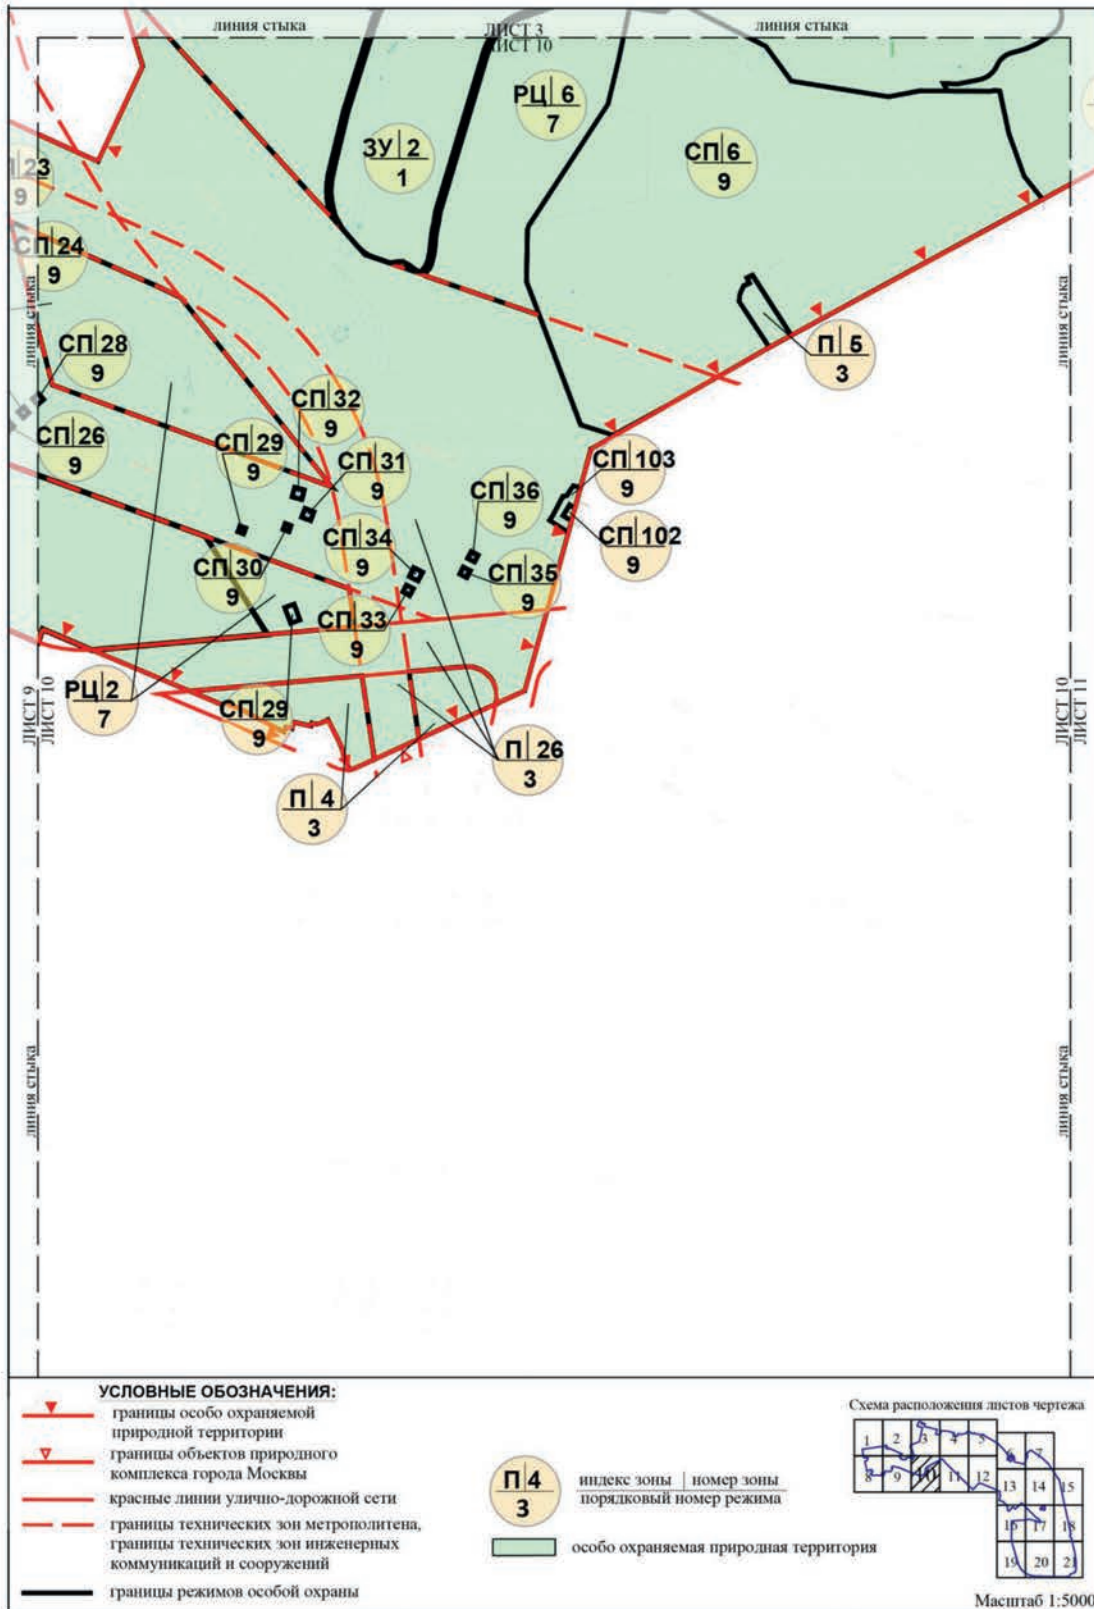 линия стыка
ЛИСТ 3
линия стыка
ЛИСТ 10
РЦ 6
7
ЗУ 2
1
СП 6
9
23
9
СП 24
9
линия стыка
линия стыка
СП 28
9
П 5
3
СП 26
9
СП 32
9
СП 29
9
СП 31
9
СП 36
9
СП 103
9
СП 34
9
СП 102
9
СП 30
9
СП 35
9
СП 33
9
РЦ 2
7
СП 29
9
П 26
3
П 4
3
ЛИСТ 9
ЛИСТ 10
ЛИСТ 10
ЛИСТ 11
линия стыка
линия стыка
УСЛОВНЫЕ ОБОЗНАЧЕНИЯ:
границы особо охраняемой
природной территории
границы объектов природного
комплекса города Москвы
красные линии улично-дорожной сети
границы технических зон метрополитена,
границы технических зон инженерных
коммуникаций и сооружений
границы режимов особой охраны
П 4
3
индекс зоны | номер зоны
порядковый номер режима
особо охраняемая природная территория
Схема расположения листов чертежа
1 2 3 4 5
6 7
8 9 10 11 12
13 14 15
16 17 18
19 20 21
Масштаб 1:5000